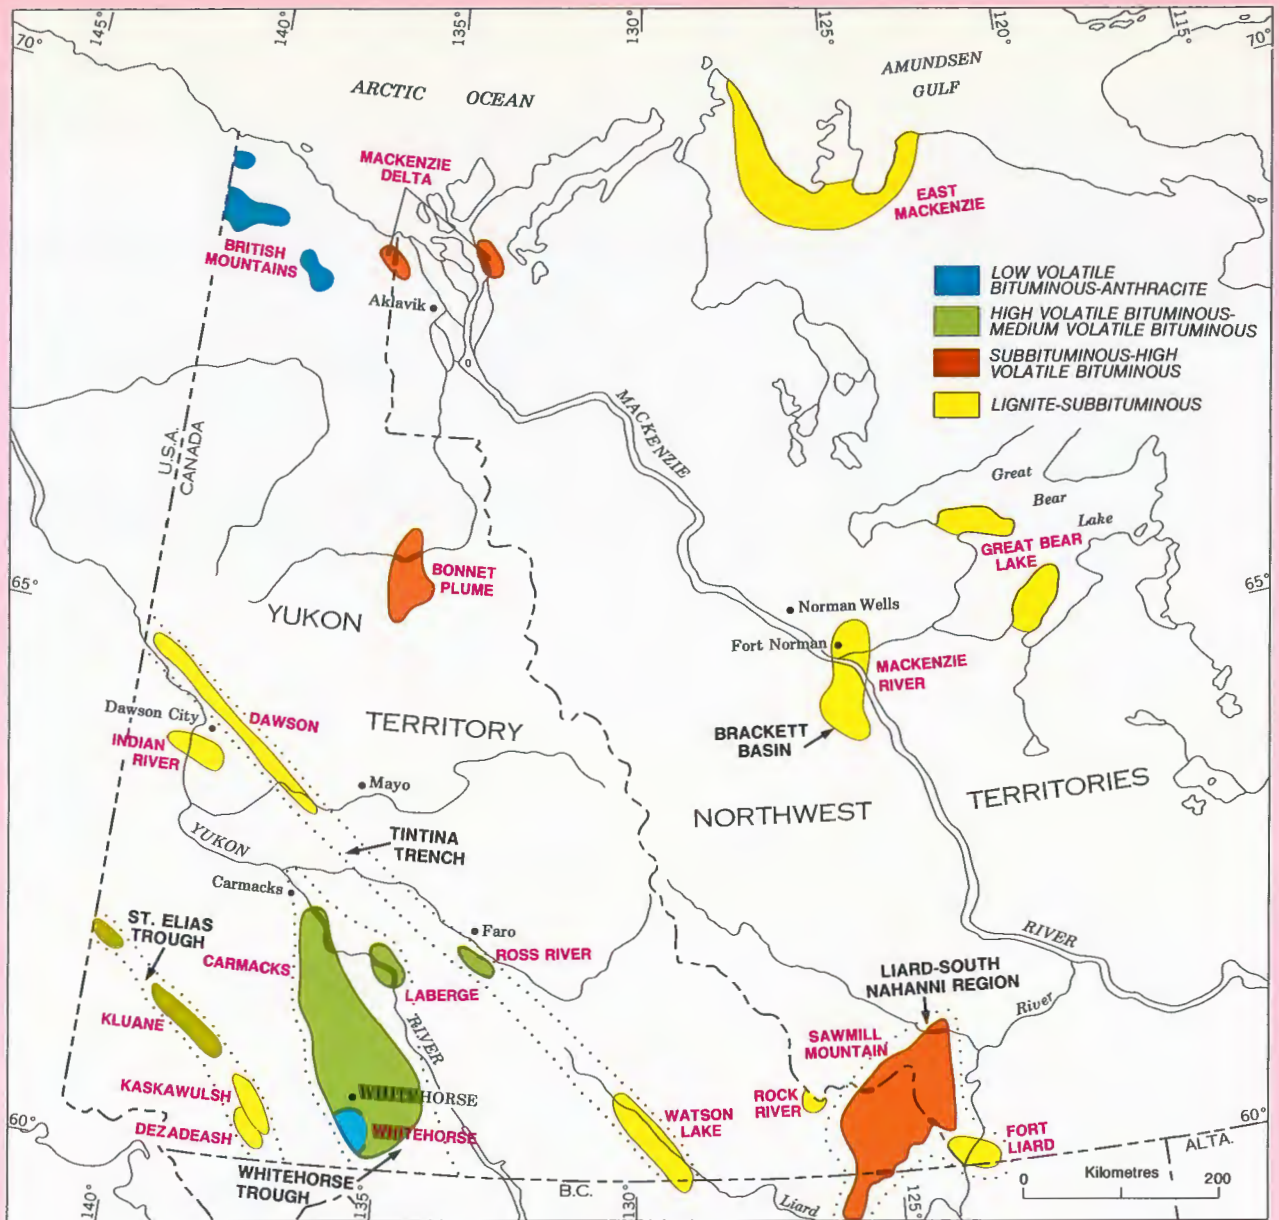 145°
140°
135°
130°
125°
120°
115°
70°
70°
ARCTIC OCEAN
AMUNDSEN
GULF
MACKENZIE
DELTA
EAST
MACKENZIE
BRITISH
MOUNTAINS
Aklavik
LOW VOLATILE
BITUMINOUS-ANTHRACITE
HIGH VOLATILE BITUMINOUS-
MEDIUM VOLATILE BITUMINOUS
SUBBITUMINOUS-HIGH
VOLATILE BITUMINOUS
LIGNITE-SUBBITUMINOUS
MACKENZIE
U.S.A.
CANADA
Great
Bear
Lake
GREAT BEAR
LAKE
BONNET
PLUME
65°
65°
YUKON
Norman Wells
Fort Norman
MACKENZIE
RIVER
Dawson City
DAWSON
TERRITORY
INDIAN
RIVER
BRACKETT
BASIN
Mayo
NORTHWEST
TERRITORIES
YUKON
TINTINA
TRENCH
Carmacks
ST. ELIAS
TROUGH
Faro
RIVER
CARMACKS
ROSS RIVER
LIARD-SOUTH
NAHANNI REGION
LABERGE
KLUANE
RIVER
River
SAWMILL
MOUNTAIN
KASKAWULSH
WHITEHORSE
ROCK
RIVER
60°
60°
DEZADEASH
WHITEHORSE
WATSON
LAKE
FORT
LIARD
ALTA.
WHITEHORSE
TROUGH
B.C.
Liard
Kilometres
0
200
140°
135°
130°
125°